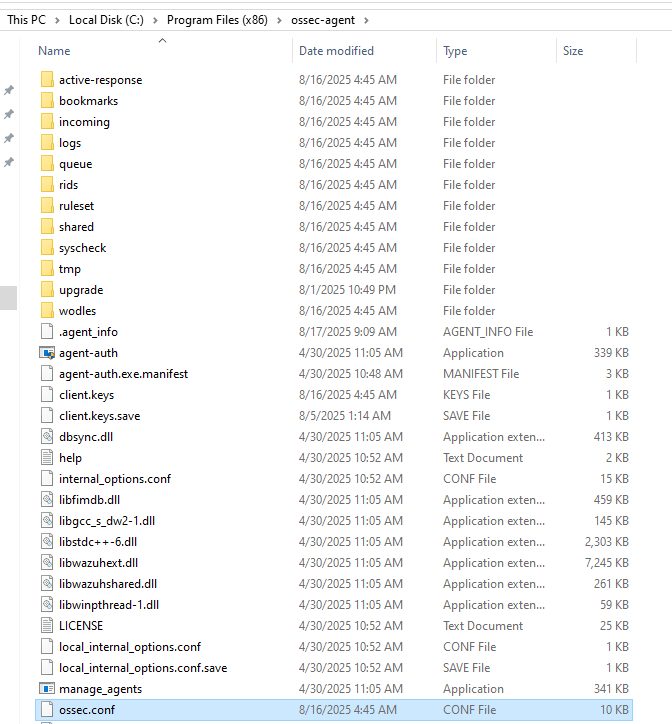 This PC > Local Disk (C:) > Program Files (x86) > ossec-agent >
Name Date modified Type Size
active-response 8/16/2025 4:45 AM File folder
bookmarks 8/16/2025 4:45 AM File folder
incoming 8/16/2025 4:45 AM File folder
logs 8/16/2025 4:45 AM File folder
queue 8/16/2025 4:45 AM File folder
rids 8/16/2025 4:45 AM File folder
ruleset 8/16/2025 4:45 AM File folder
shared 8/16/2025 4:45 AM File folder
syscheck 8/16/2025 4:45 AM File folder
tmp 8/16/2025 4:45 AM File folder
upgrade 8/1/2025 10:49 PM File folder
wodles 8/16/2025 4:45 AM File folder
.agent_info 8/17/2025 9:09 AM AGENT_INFO File 1 KB
agent-auth 4/30/2025 11:05 AM Application 339 KB
agent-auth.exe.manifest 4/30/2025 10:48 AM MANIFEST File 3 KB
client.keys 8/16/2025 4:45 AM KEYS File 1 KB
client.keys.save 8/5/2025 1:14 AM SAVE File 1 KB
dbsync.dll 4/30/2025 11:05 AM Application exten... 413 KB
help 4/30/2025 10:52 AM Text Document 2 KB
internal_options.conf 4/30/2025 10:52 AM CONF File 15 KB
libfimdb.dll 4/30/2025 11:05 AM Application exten... 459 KB
libgcc_s_dw2-1.dll 4/30/2025 11:05 AM Application exten... 145 KB
libstdc++-6.dll 4/30/2025 11:05 AM Application exten... 2,303 KB
libwazuhext.dll 4/30/2025 11:05 AM Application exten... 7,245 KB
libwazuhshared.dll 4/30/2025 11:05 AM Application exten... 261 KB
libwinpthread-1.dll 4/30/2025 11:05 AM Application exten... 59 KB
LICENSE 4/30/2025 10:52 AM Text Document 25 KB
local_internal_options.conf 4/30/2025 10:52 AM CONF File 1 KB
local_internal_options.conf.save 4/30/2025 10:52 AM SAVE File 1 KB
manage_agents 4/30/2025 11:05 AM Application 341 KB
ossec.conf 8/16/2025 4:45 AM CONF File 10 KB